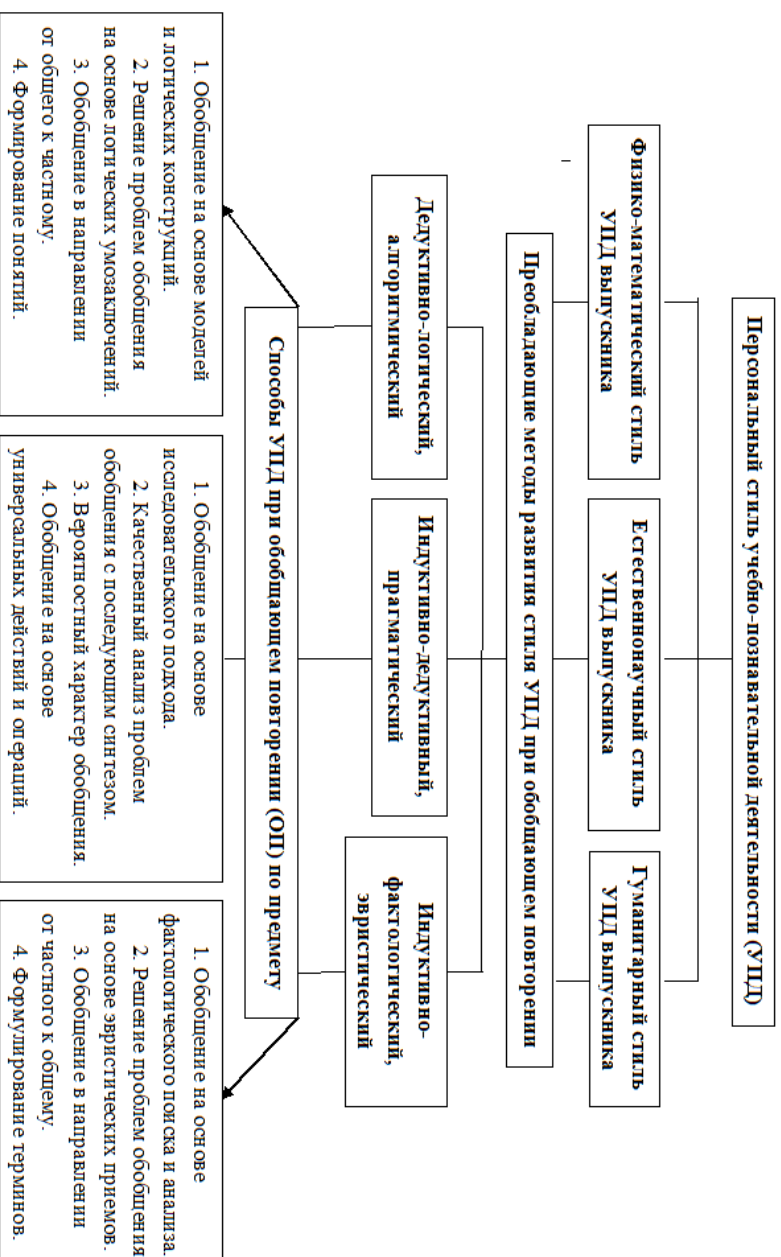 Персональный стиль учебно-познавательной деятельности (УПД)
Физико-математический стиль
УПД выпускника
Естественнонаучный стиль
УПД выпускника
Гуманитарный стиль
УПД выпускника
Преобладающие методы развития стиля УПД при обобщающем повторении
Дедуктивно-логический,
алгоритмический
Индуктивно-дедуктивный,
прагматический
Индуктивно-
фактологический,
эвристический
Способы УПД при обобщающем повторении (ОП) по предмету
1. Обобщение на основе моделей
и логических конструкций.
2. Решение проблем обобщения
на основе логических умозаключений.
3. Обобщение в направлении
от общего к частному.
4. Формирование понятий.
1. Обобщение на основе
исследовательского подхода.
2. Качественный анализ проблем
обобщения с последующим синтезом.
3. Вероятностный характер обобщения.
4. Обобщение на основе
универсальных действий и операций.
1. Обобщение на основе
фактологического поиска и анализа.
2. Решение проблем обобщения
на основе эвристических приемов.
3. Обобщение в направлении
от частного к общему.
4. Формулирование терминов.